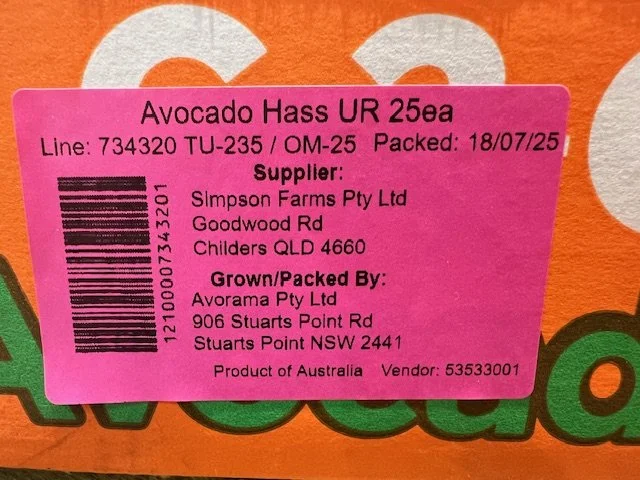 Avocado Hass UR 25ea
Line: 734320 TU-235 / OM-25 Packed: 18/07/25
Supplier:
Simpson Farms Pty Ltd
Goodwood Rd
Childers QLD 4660
Grown/Packed By:
Avorama Pty Ltd
906 Stuarts Point Rd
Stuarts Point NSW 2441
Product of Australia Vendor: 53533001
12100007343201